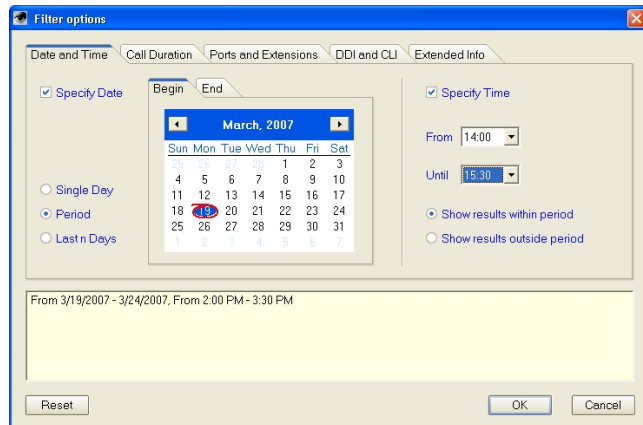 Filter options
Date and Time Call Duration Ports and Extensions DDI and CLI Extended Info
Specify Date
Begin End
March, 2007
Sun Mon Tue Wed Thu Fri Sat
25 26 27 28 1 2 3
4 5 6 7 8 9 10
11 12 13 14 15 16 17
18 19 20 21 22 23 24
25 26 27 28 29 30 31
1 2 3 4 5 6 7
Single Day
Period
Last n Days
Specify Time
From 14:00
Until 15:30
Show results within period
Show results outside period
From 3/19/2007 - 3/24/2007, From 2:00 PM - 3:30 PM
Reset OK Cancel